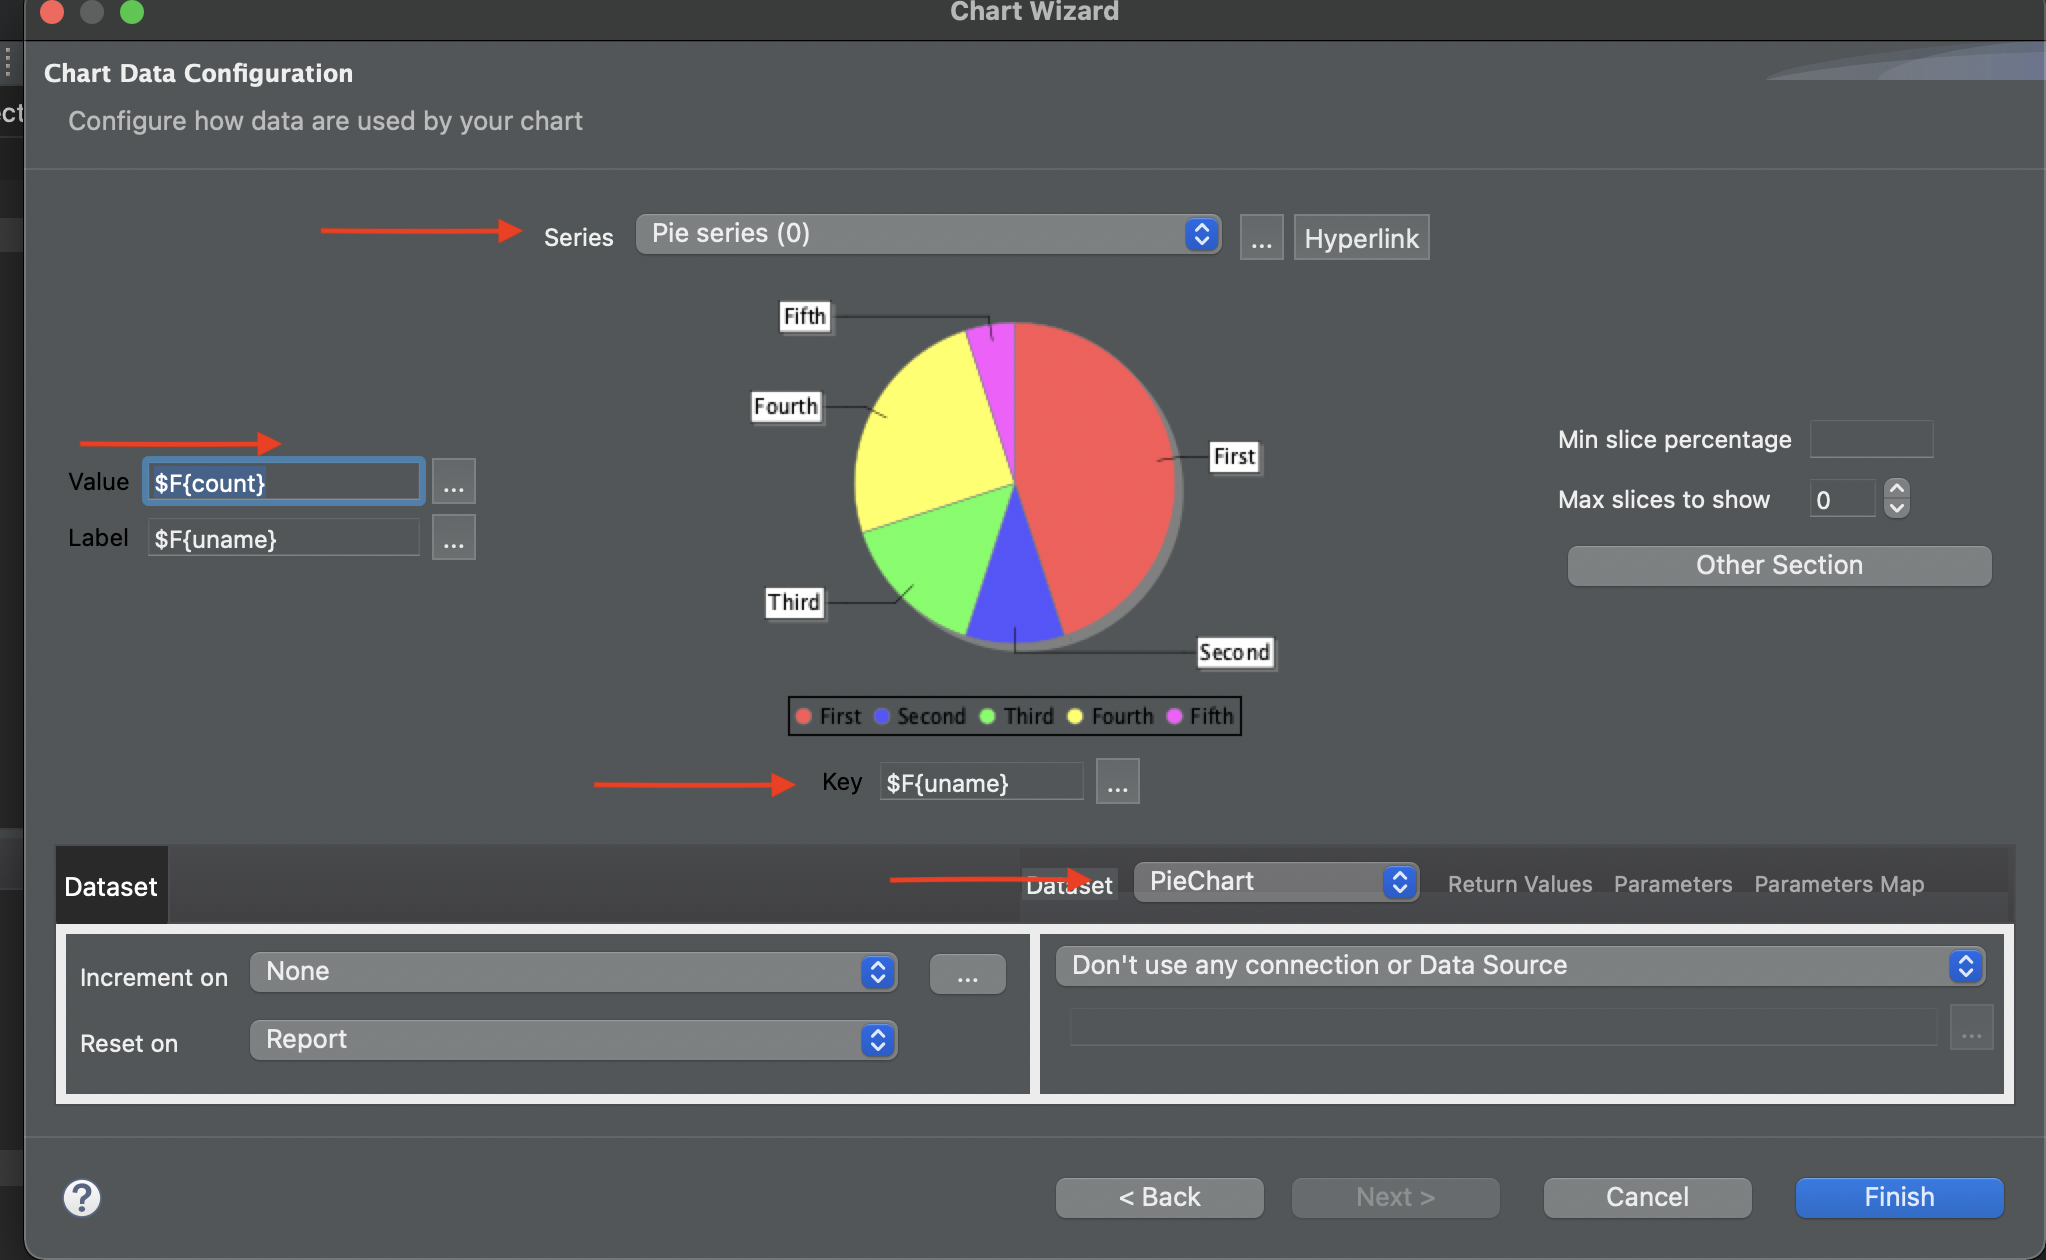 Chart Wizard
Chart Data Configuration
ect
Configure how data are used by your chart
Series Pie series (0) ... Hyperlink
Fifth
Fourth
First
Third
Second
Value $F{count} ...
Label $F{uname} ...
Min slice percentage
Max slices to show 0
Other Section
First Second Third Fourth Fifth
Key $F{uname} ...
Dataset
Dataset PieChart Return Values Parameters Parameters Map
Increment on None ...
Reset on Report
Don't use any connection or Data Source
...
? < Back Next > Cancel Finish